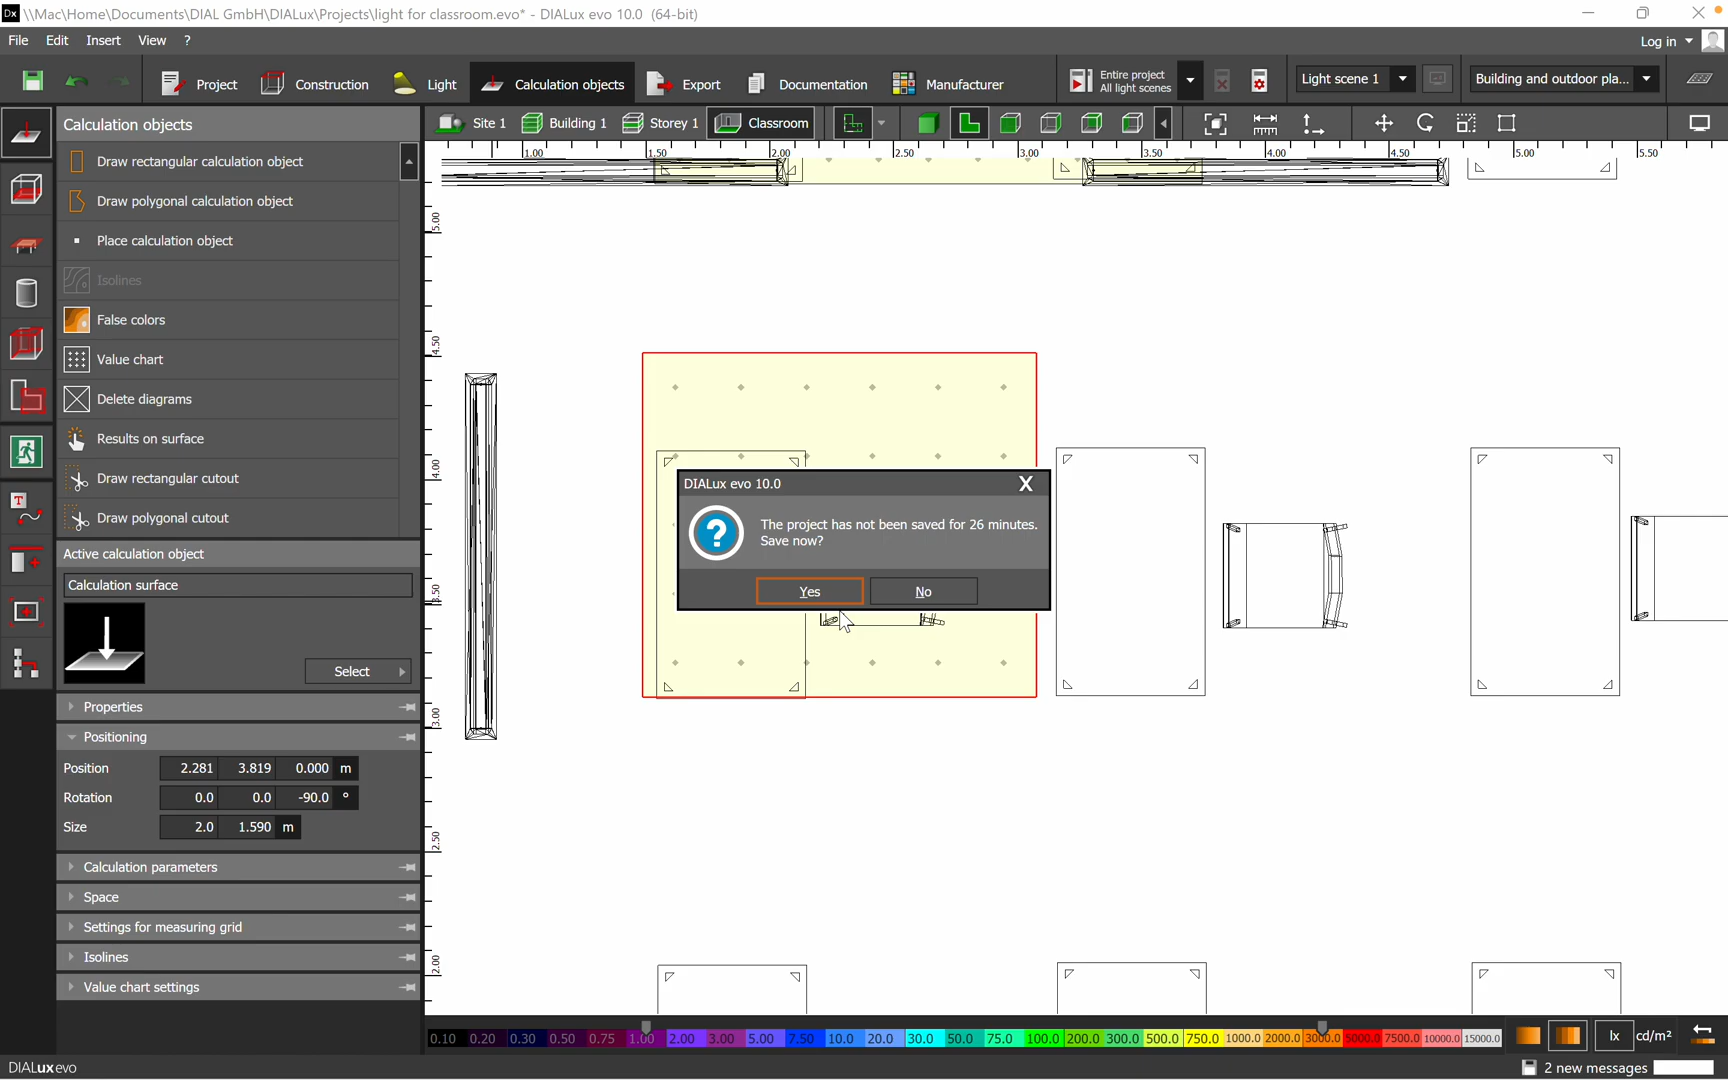 Dx \\Mac\Home\Documents\DIAL GmbH\DIALux\Projects\light for classroom.evo* - DIALux evo 10.0 (64-bit)
File Edit Insert View ? Log in
Project Construction Light Calculation objects Export Documentation Manufacturer Entire project All light scenes Light scene 1 Building and outdoor pla...
Calculation objects Site 1 Building 1 Storey 1 Classroom
1.00 1.50 2.00 2.50 3.00 3.50 4.00 4.50 5.00 5.50
Draw rectangular calculation object
Draw polygonal calculation object
Place calculation object
Isolines
False colors
Value chart
Delete diagrams
Results on surface
Draw rectangular cutout
Draw polygonal cutout
Active calculation object
Calculation surface
Select
Properties
Positioning
Position 2.281 3.819 0.000 m
Rotation 0.0 0.0 -90.0 °
Size 2.0 1.590 m
Calculation parameters
Space
Settings for measuring grid
Isolines
Value chart settings
5.00
4.50
4.00
3.50
3.00
2.50
2.00
DIALux evo 10.0 X
The project has not been saved for 26 minutes.
Save now?
Yes No
0.10 0.20 0.30 0.50 0.75 1.00 2.00 3.00 5.00 7.50 10.0 20.0 30.0 50.0 75.0 100.0 200.0 300.0 500.0 750.0 1000.0 2000.0 3000.0 5000.0 7500.0 10000.0 15000.0 lx cd/m²
DIALux evo 2 new messages